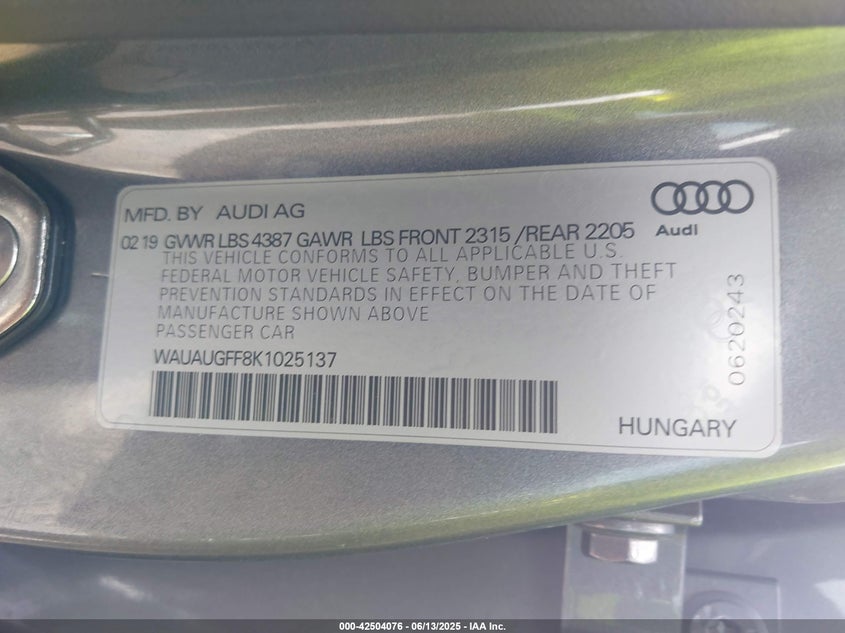 MFD. BY AUDI AG
02 19 GVWR LBS 4387 GAWR LBS FRONT 2315 /REAR 2205
THIS VEHICLE CONFORMS TO ALL APPLICABLE U.S.
FEDERAL MOTOR VEHICLE SAFETY, BUMPER AND THEFT
PREVENTION STANDARDS IN EFFECT ON THE DATE OF
MANUFACTURE SHOWN ABOVE
PASSENGER CAR
WAUAUGFF8K1025137
Audi
0620243
HUNGARY
000-42504076 - 06/13/2025 - IAA Inc.